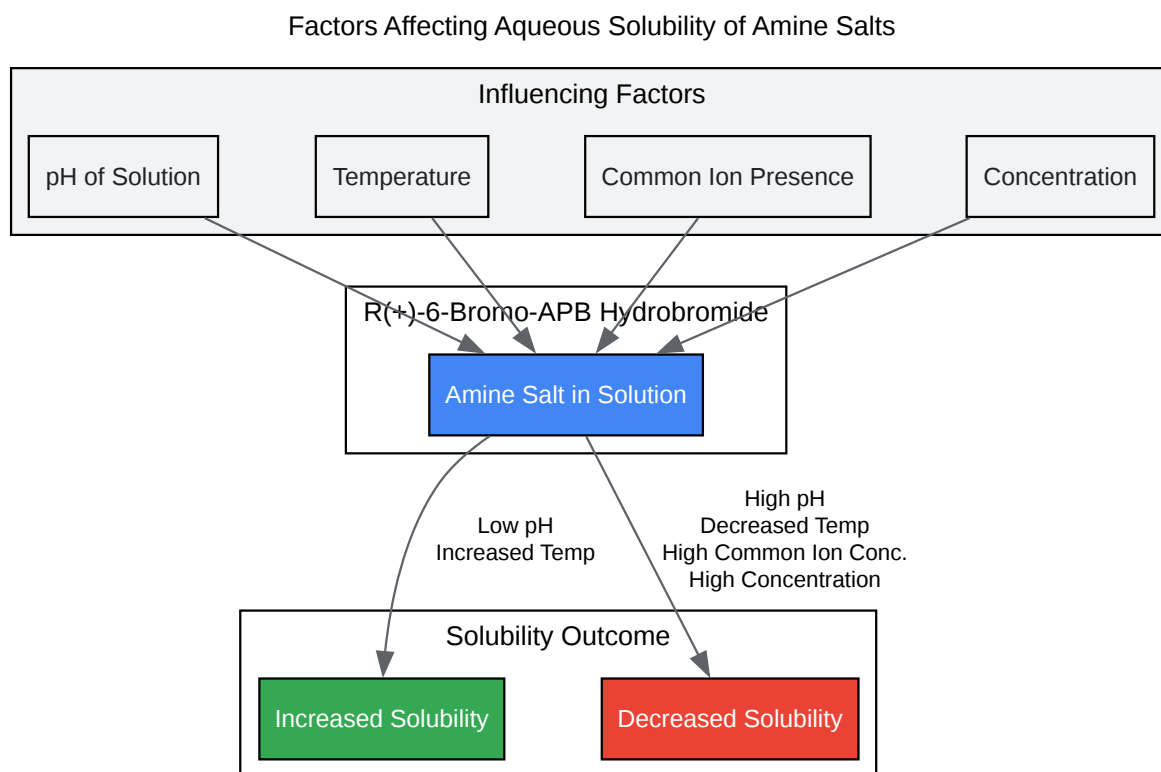 Factors Affecting Aqueous Solubility of Amine Salts
Influencing Factors
pH of Solution
Temperature
Common Ion Presence
Concentration
R(+)-6-Bromo-APB Hydrobromide
Amine Salt in Solution
Low pH
Increased Temp
High pH
Decreased Temp
High Common Ion Conc.
High Concentration
Solubility Outcome
Increased Solubility
Decreased Solubility